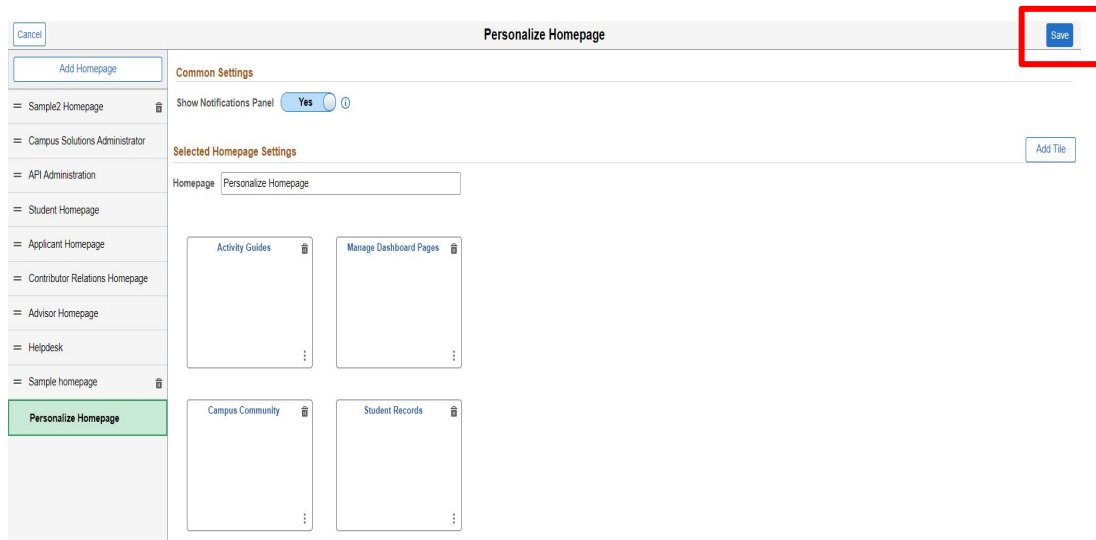 Cancel
Personalize Homepage
Save
Add Homepage
Sample2 Homepage
Campus Solutions Administrator
API Administration
Student Homepage
Applicant Homepage
Contributor Relations Homepage
Advisor Homepage
Helpdesk
Sample homepage
Personalize Homepage
Common Settings
Show Notifications Panel Yes
Selected Homepage Settings
Add Tile
Homepage Personalize Homepage
Activity Guides
Manage Dashboard Pages
Campus Community
Student Records